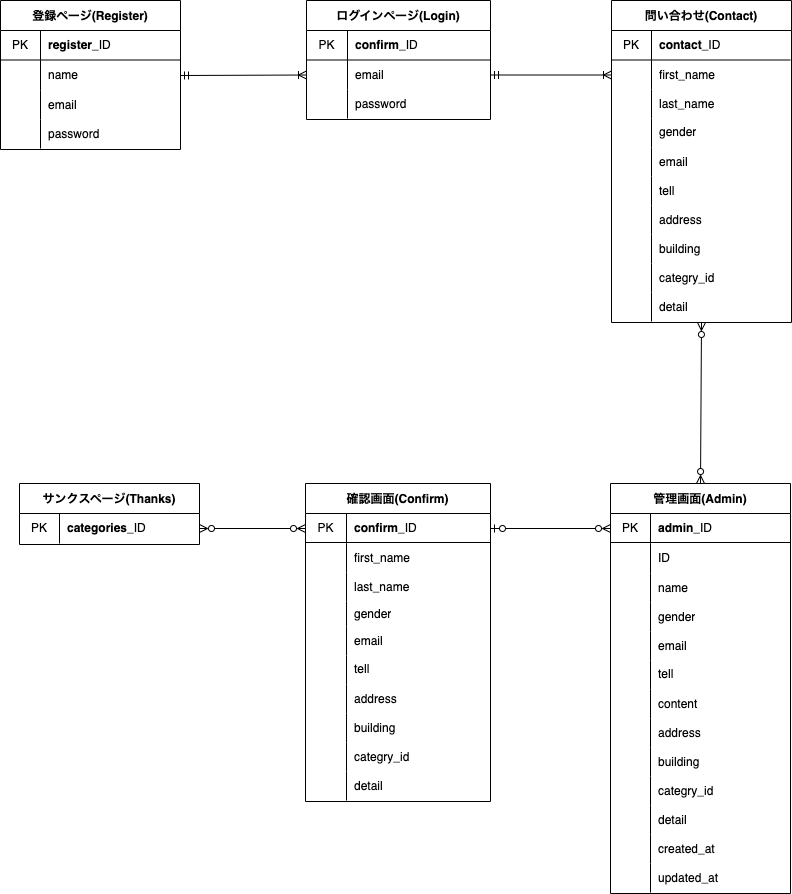 登録ページ(Register)
PK register_ID
name
email
password
ログインページ(Login)
PK confirm_ID
email
password
問い合わせ(Contact)
PK contact_ID
first_name
last_name
gender
email
tell
address
building
categry_id
detail
サンクスページ(Thanks)
PK categories_ID
確認画面(Confirm)
PK confirm_ID
first_name
last_name
gender
email
tell
address
building
categry_id
detail
管理画面(Admin)
PK admin_ID
ID
name
gender
email
tell
content
address
building
categry_id
detail
created_at
updated_at